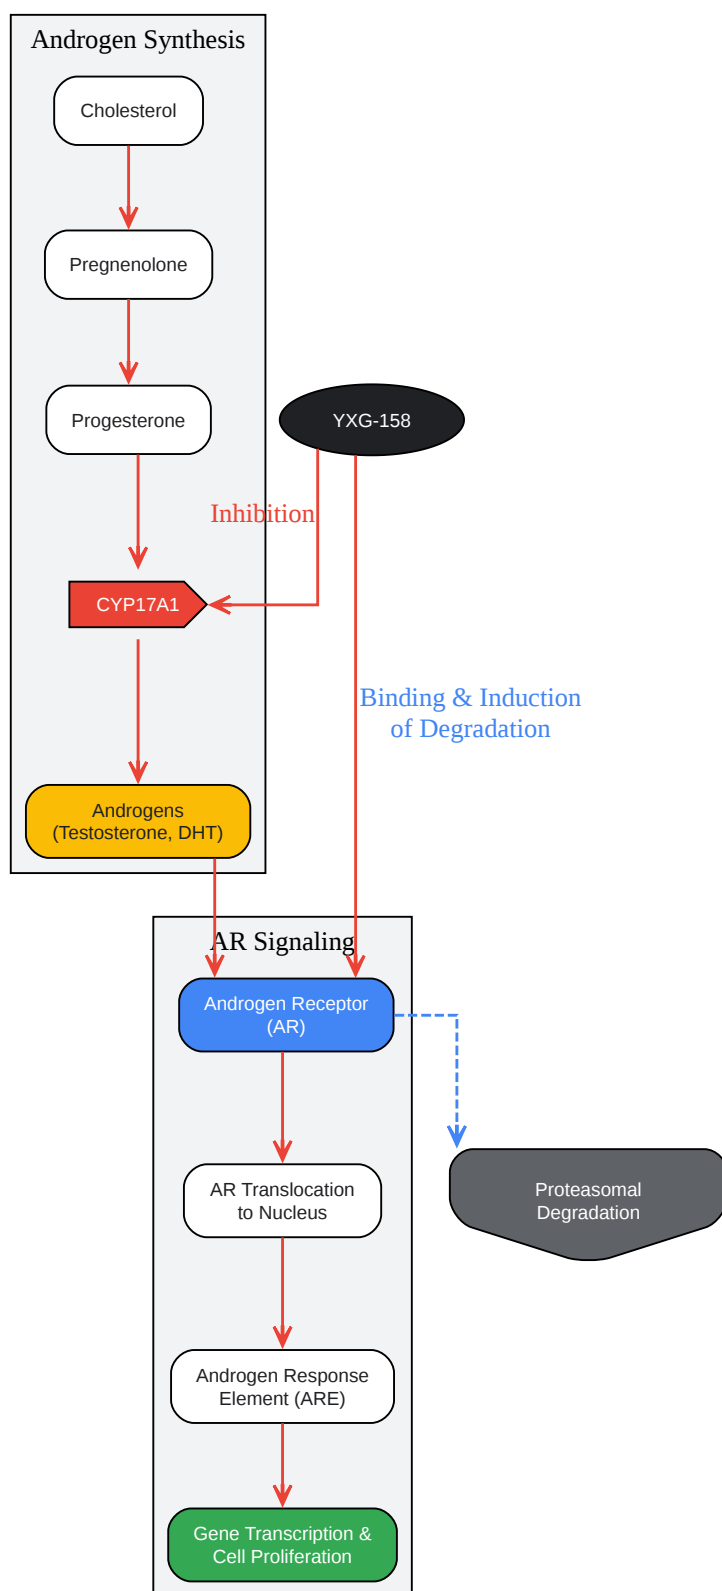 Androgen Synthesis
Cholesterol
Pregnenolone
Progesterone
YXG-158
Inhibition
CYP17A1
Binding & Induction
of Degradation
Androgens
(Testosterone, DHT)
AR Signaling
Androgen Receptor
(AR)
AR Translocation
to Nucleus
Proteasomal
Degradation
Androgen Response
Element (ARE)
Gene Transcription &
Cell Proliferation